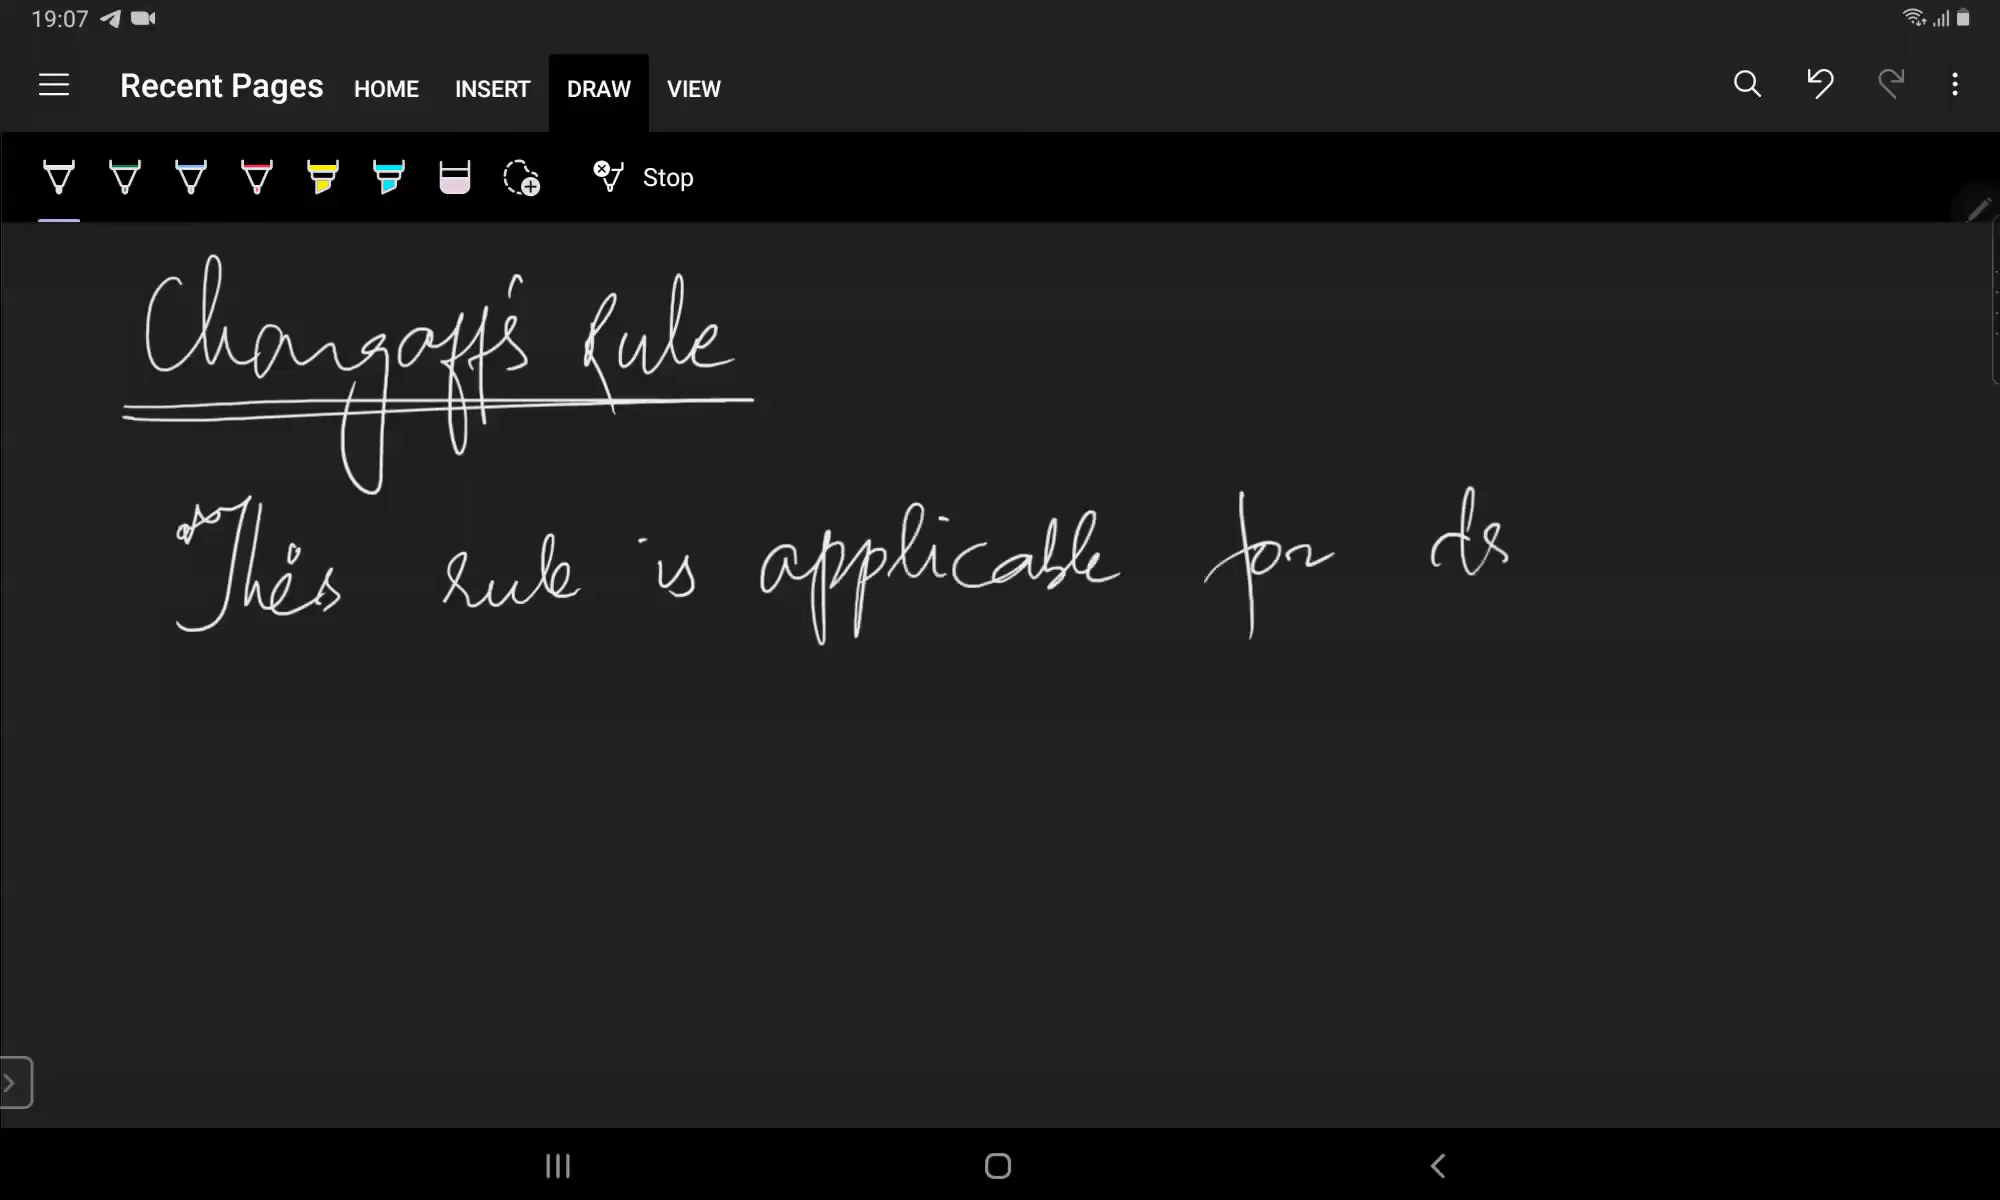 19:07
Recent Pages HOME INSERT DRAW VIEW
Stop
Chargaff's Rule
*This rule is applicable for ds